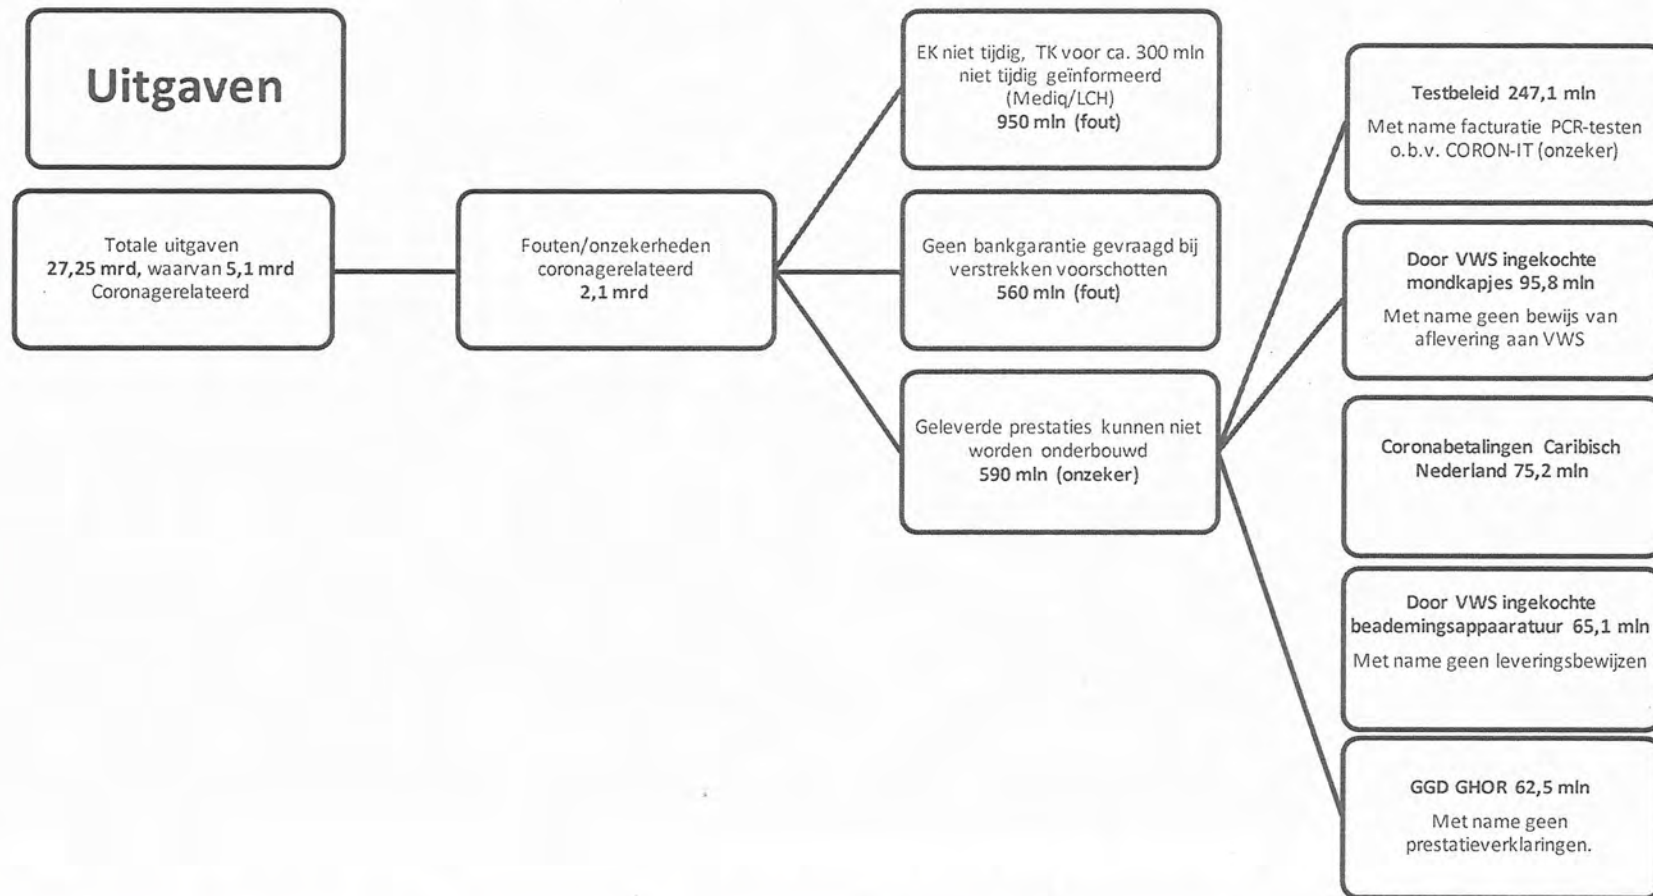 Uitgaven
Totale uitgaven
27,25 mrd, waarvan 5,1 mrd
Coronagerelateerd
Fouten/onzekerheden
coronagerelateerd
2,1 mrd
EK niet tijdig, TK voor ca. 300 mln
niet tijdig geïnformeerd
(Mediq/LCH)
950 mln (fout)
Geen bankgarantie gevraagd bij
verstrekken voorschotten
560 mln (fout)
Geleverde prestaties kunnen niet
worden onderbouwd
590 mln (onzeker)
Testbeleid 247,1 mln
Met name facturatie PCR-testen
o.b.v. CORON-IT (onzeker)
Door VWS ingekochte
mondkapjes 95,8 mln
Met name geen bewijs van
aflevering aan VWS
Coronabetalingen Caribisch
Nederland 75,2 mln
Door VWS ingekochte
beademingsappaaratuur 65,1 mln
Met name geen leveringsbewijzen
GGD GHOR 62,5 mln
Met name geen
prestatieverklaringen.